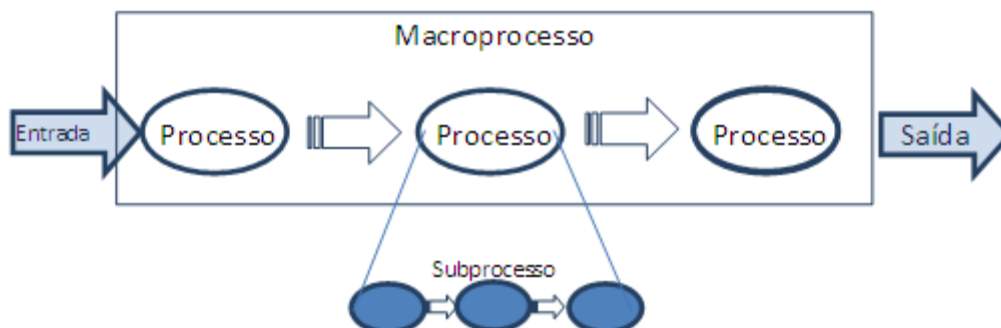 Macroprocesso
Entrada
Processo
Processo
Processo
Saída
Subprocesso